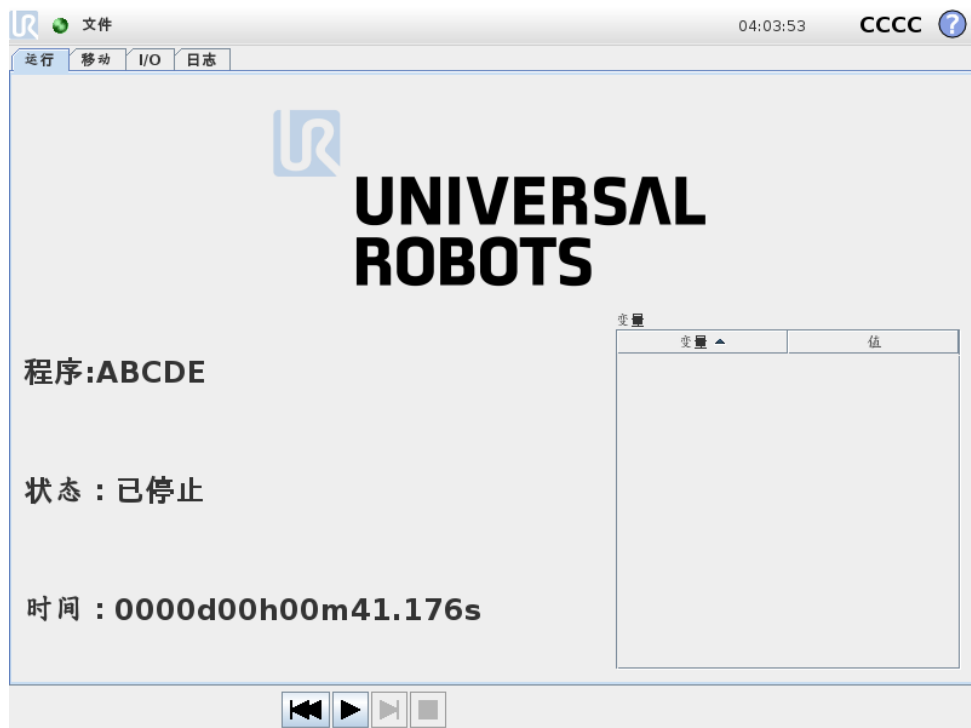 文件
04:03:53
CCCC
?
运行 移动 I/O 日志
UR
UNIVERSAL
ROBOTS
变量
变量 值
程序:ABCDE
状态：已停止
时间：0000d00h00m41.176s